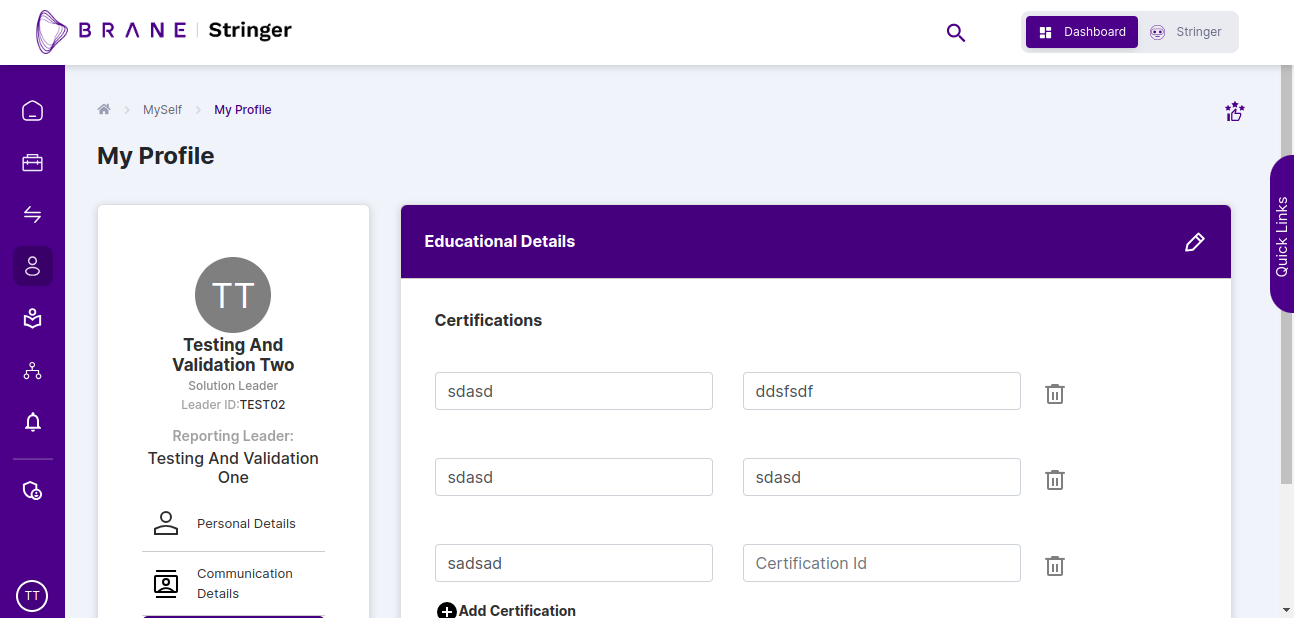 BRANE | Stringer
Dashboard
Stringer
MySelf
My Profile
My Profile
Quick Links
TT
Testing And
Validation Two
Solution Leader
Leader ID:TEST02
Reporting Leader:
Testing And Validation
One
Personal Details
Communication
Details
TT
Educational Details
Certifications
sdasd
ddsfsdf
sdasd
sdasd
sadsad
Certification Id
Add Certification